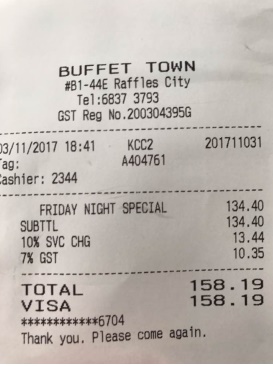 BUFFET TOWN
#B1-44E Raffles City
Tel:6837 3793
GST Reg No.200304395G
03/11/2017 18:41 KCC2 201711031
Tag: A404761
Cashier: 2344
FRIDAY NIGHT SPECIAL 134.40
SUBTTL 134.40
10% SVC CHG 13.44
7% GST 10.35
TOTAL 158.19
VISA 158.19
************6704
Thank you. Please come again.